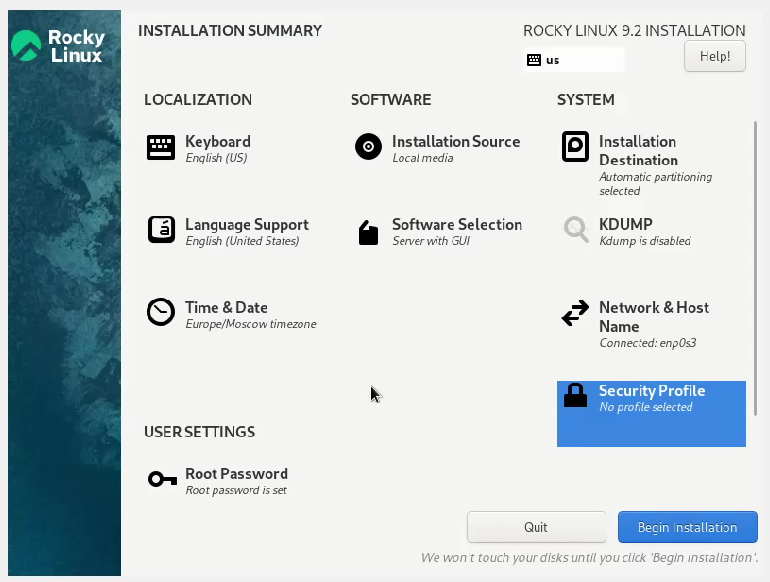 Rocky
Linux
INSTALLATION SUMMARY
ROCKY LINUX 9.2 INSTALLATION
us
Help!
LOCALIZATION
Keyboard
English (US)
Language Support
English (United States)
Time & Date
Europe/Moscow timezone
SOFTWARE
Installation Source
Local media
Software Selection
Server with GUI
SYSTEM
Installation
Destination
Automatic partitioning
selected
KDUMP
Kdump is disabled
Network & Host
Name
Connected: enp0s3
Security Profile
No profile selected
USER SETTINGS
Root Password
Root password is set
Quit
Begin Installation
We won't touch your disks until you click 'Begin Installation'.